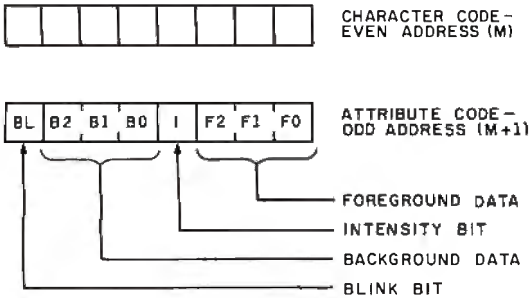 CHARACTER CODE-
EVEN ADDRESS (M)
BL B2 B1 B0 I F2 F1 F0
ATTRIBUTE CODE-
ODD ADDRESS (M+1)
FOREGROUND DATA
INTENSITY BIT
BACKGROUND DATA
BLINK BIT